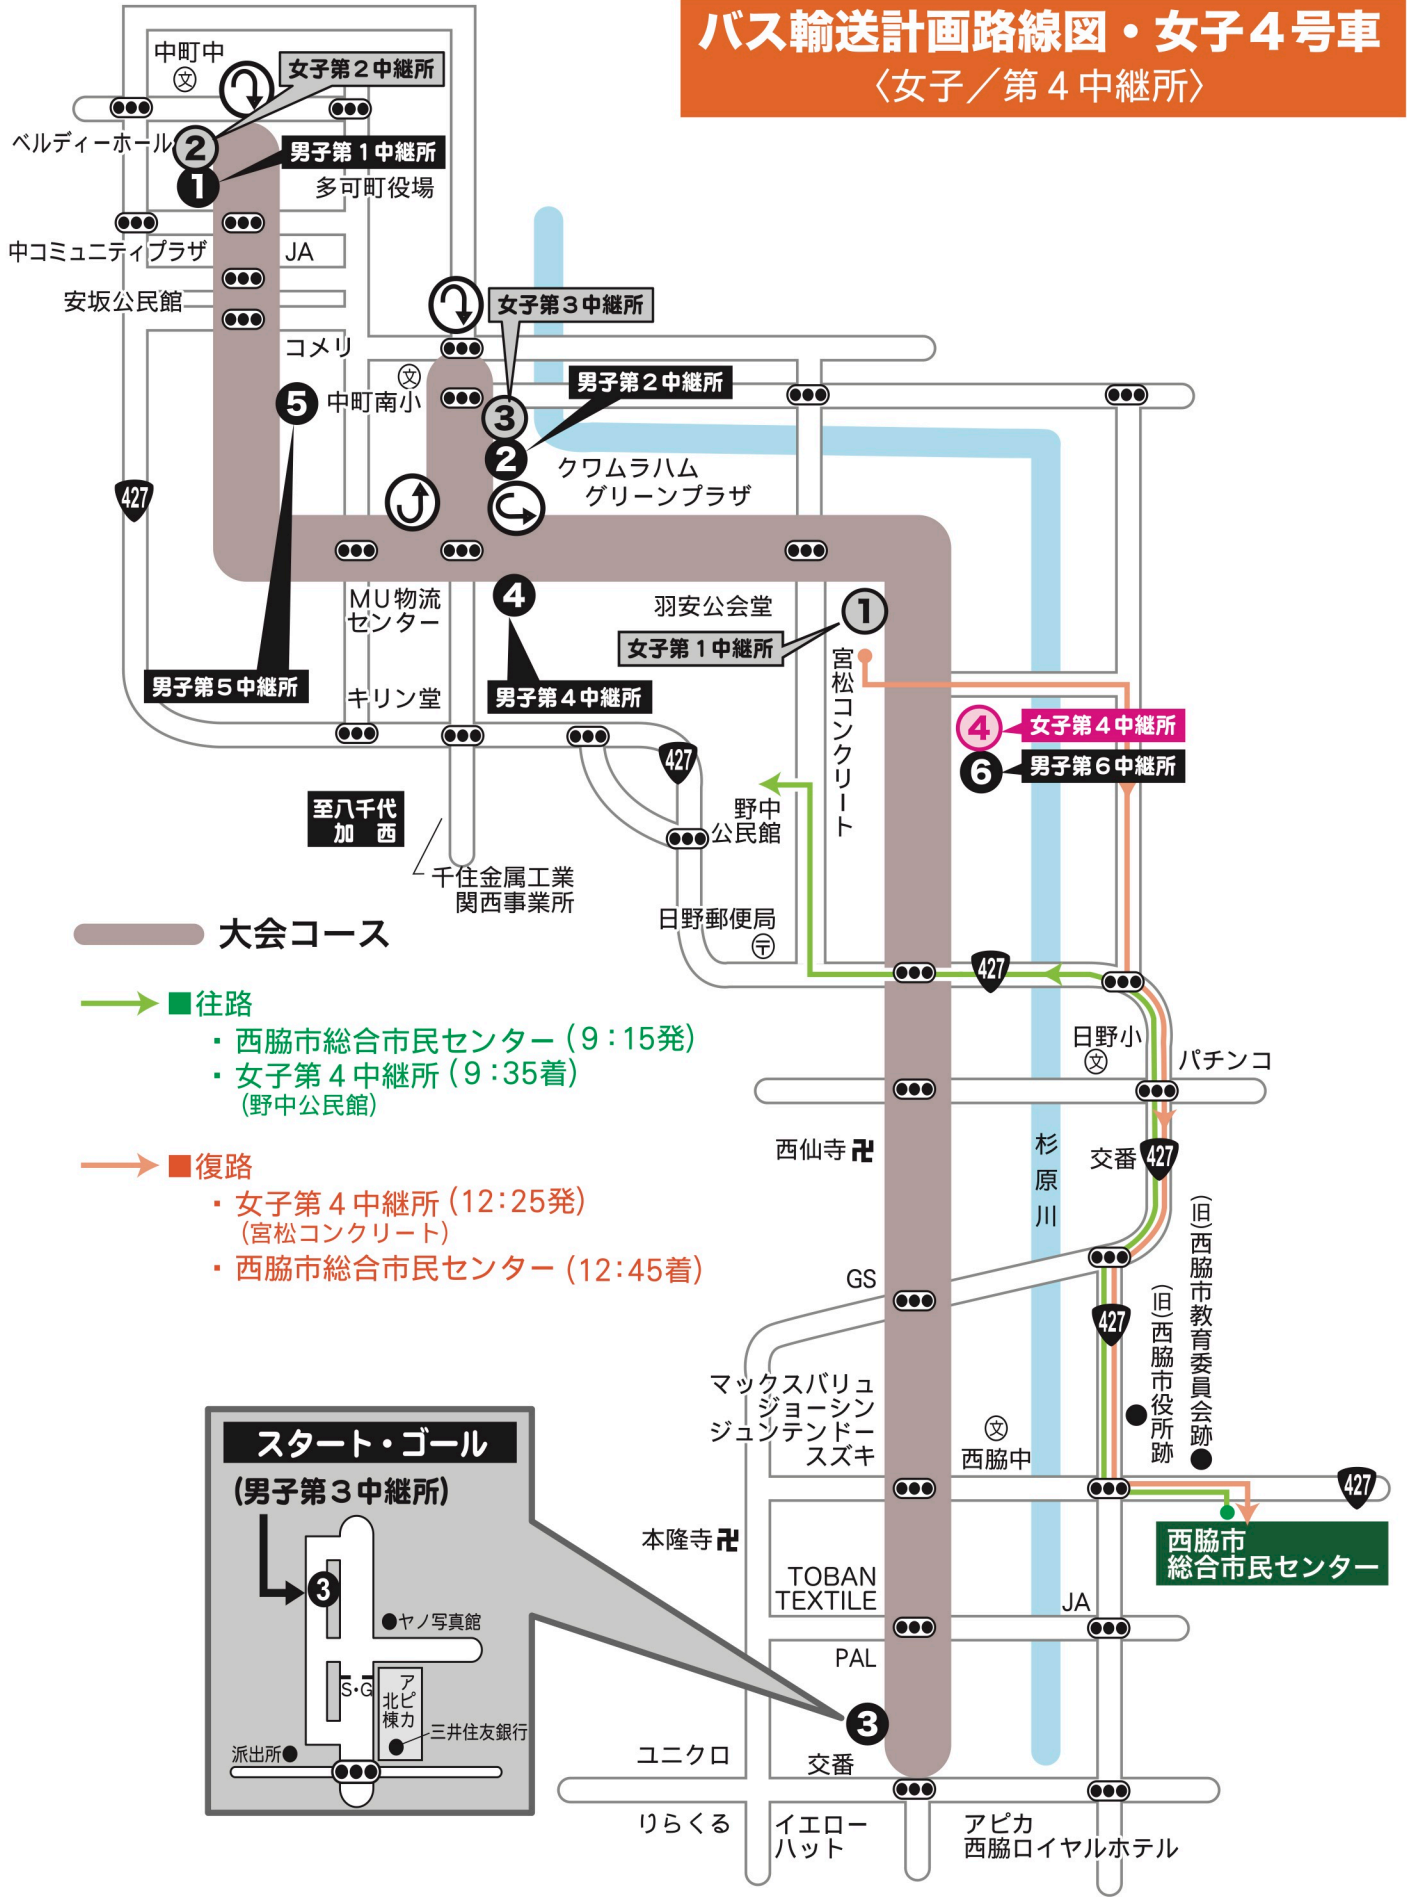 バス輸送計画路線図・女子4号車
〈女子／第4中継所〉
中町中
文
女子第2中継所
ベルディーホール
2
1
男子第1中継所
多可町役場
中コミュニティプラザ
JA
安坂公民館
女子第3中継所
コメリ
文
中町南小
5
3
男子第2中継所
2
クワムラハム
グリーンプラザ
427
MU物流
センター
4
羽安公会堂
1
女子第1中継所
宮松コンクリート
男子第5中継所
キリン堂
男子第4中継所
4
女子第4中継所
6
男子第6中継所
427
至八千代
加 西
野中
公民館
千住金属工業
関西事業所
日野郵便局
〒
大会コース
427
■往路
・西脇市総合市民センター(9:15発)
・女子第4中継所(9:35着)
(野中公民館)
日野小
文
パチンコ
西仙寺卍
杉原川
交番
427
■復路
・女子第4中継所(12:25発)
(宮松コンクリート)
・西脇市総合市民センター(12:45着)
(旧)西脇市教育委員会跡
(旧)西脇市役所跡
GS
427
マックスバリュ
ジョーシン
ジュンテンドー
スズキ
文
西脇中
427
西脇市
総合市民センター
本隆寺卍
TOBAN
TEXTILE
JA
PAL
3
スタート・ゴール
(男子第3中継所)
3
●ヤノ写真館
S・G
アピカ
北棟
三井住友銀行
派出所●
ユニクロ
交番
りらくる
イエロー
ハット
アピカ
西脇ロイヤルホテル